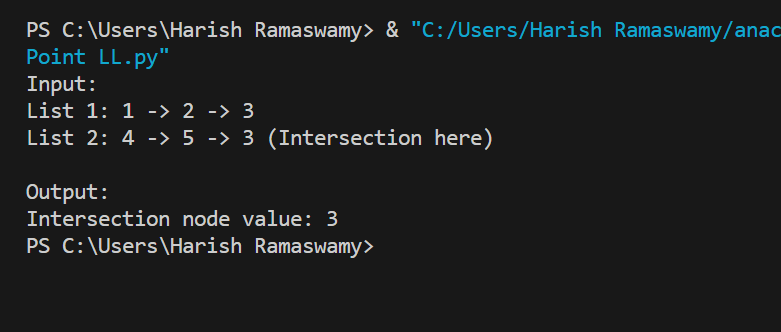 PS C:\Users\Harish Ramaswamy> & "C:/Users/Harish Ramaswamy/anac
Point LL.py"
Input:
List 1: 1 -> 2 -> 3
List 2: 4 -> 5 -> 3 (Intersection here)
Output:
Intersection node value: 3
PS C:\Users\Harish Ramaswamy>